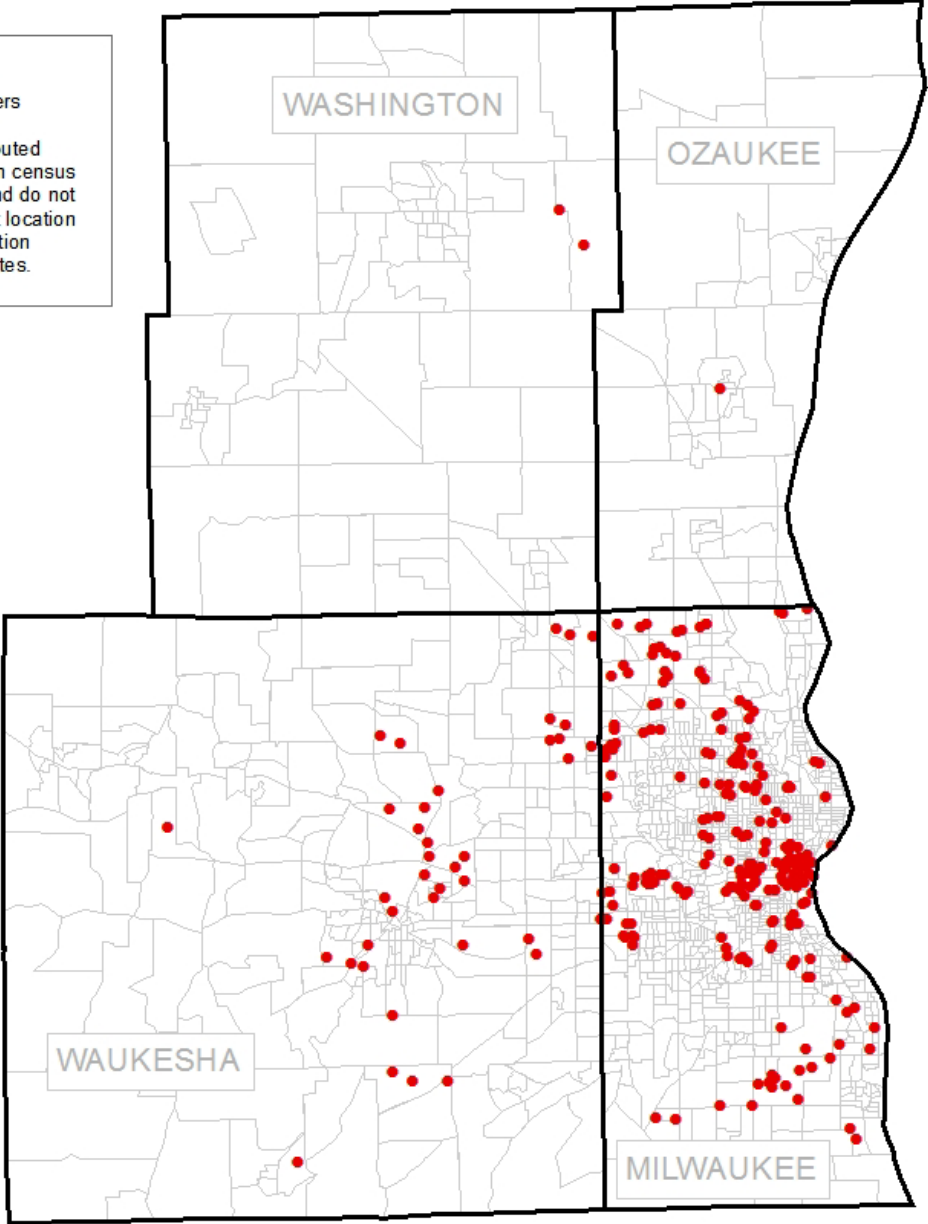 ers
uted
n census
nd do not
location
tion
tes.
WASHINGTON
OZAUKEE
WAUKESHA
MILWAUKEE